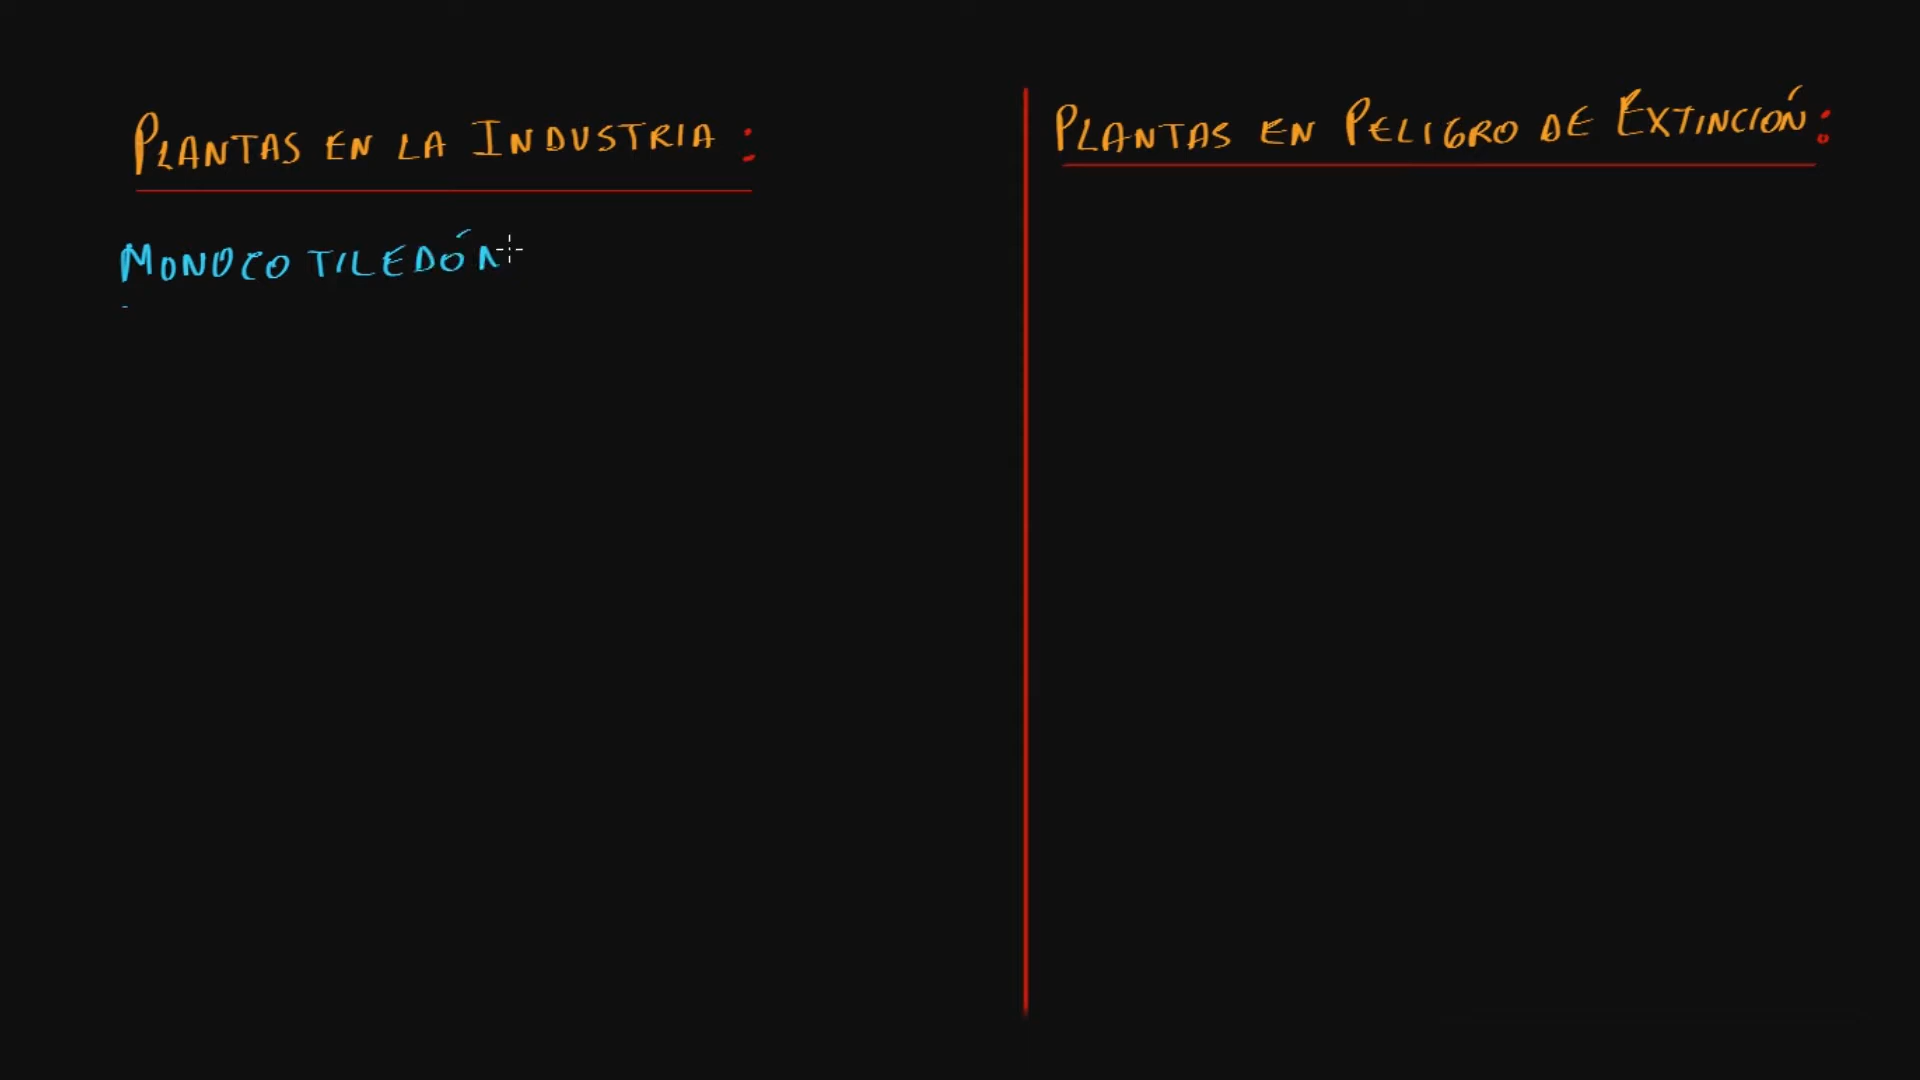 PLANTAS EN LA INDUSTRIA :
MONOCOTILEDÓN
PLANTAS EN PELIGRO DE EXTINCIÓN :